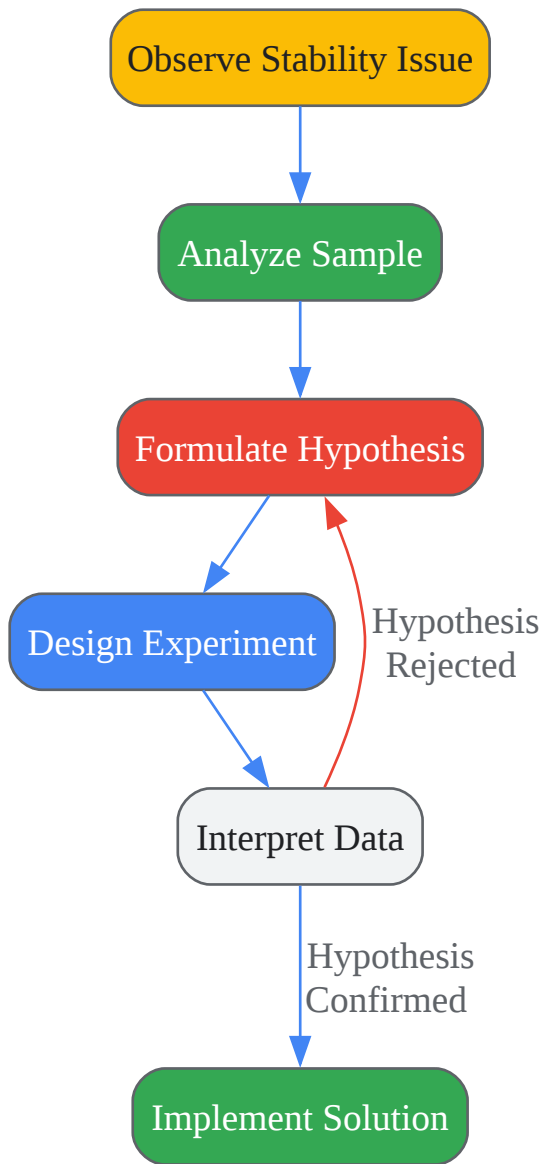 Observe Stability Issue
Analyze Sample
Formulate Hypothesis
Design Experiment
Hypothesis
Rejected
Interpret Data
Hypothesis
Confirmed
Implement Solution